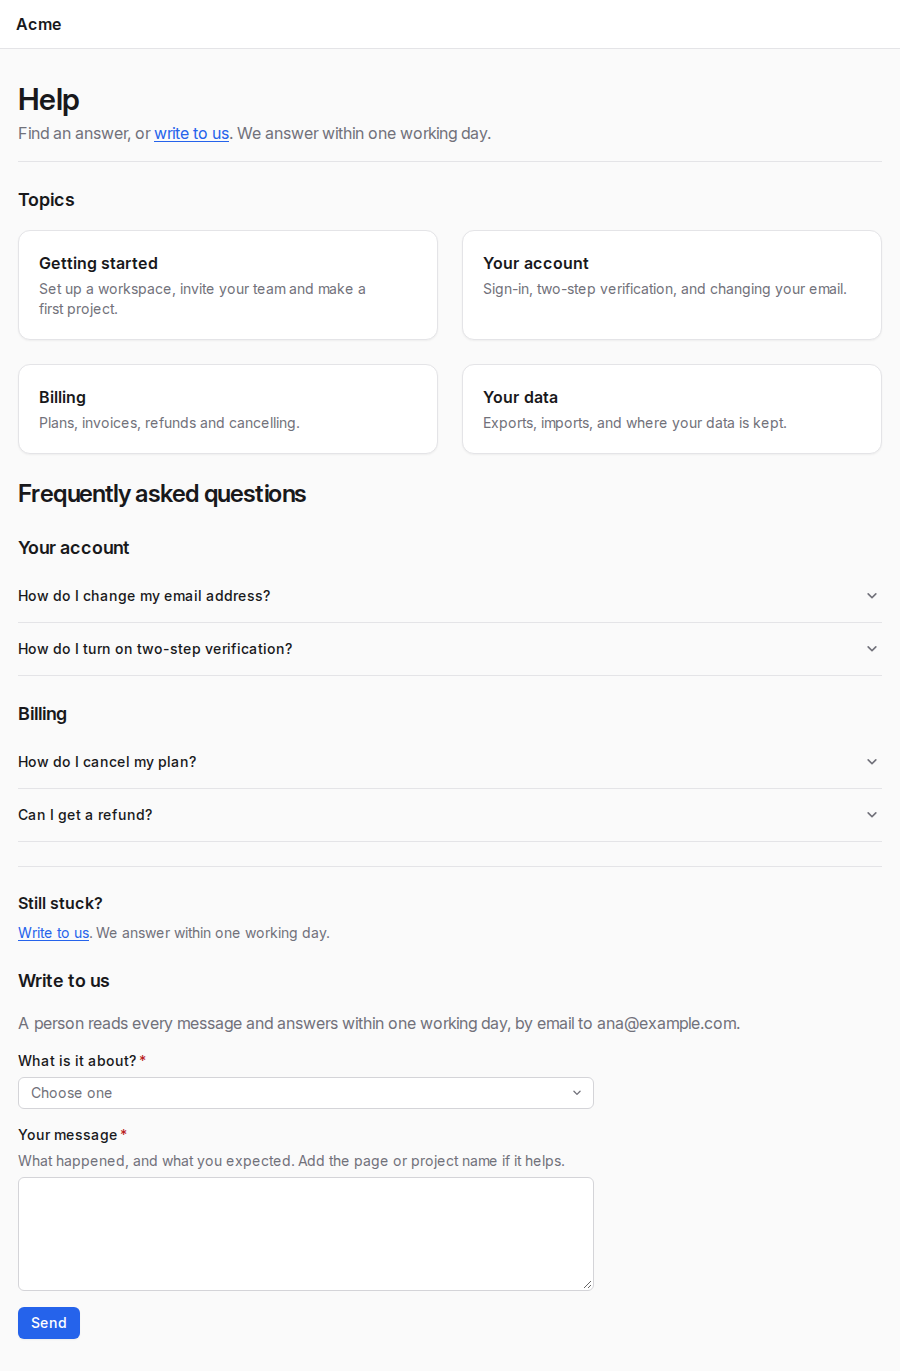 Acme
Help
Find an answer, or write to us. We answer within one working day.
Topics
Getting started
Set up a workspace, invite your team and make a
first project.
Your account
Sign-in, two-step verification, and changing your email.
Billing
Plans, invoices, refunds and cancelling.
Your data
Exports, imports, and where your data is kept.
Frequently asked questions
Your account
How do I change my email address?
How do I turn on two-step verification?
Billing
How do I cancel my plan?
Can I get a refund?
Still stuck?
Write to us. We answer within one working day.
Write to us
A person reads every message and answers within one working day, by email to ana@example.com.
What is it about? *
Choose one
Your message *
What happened, and what you expected. Add the page or project name if it helps.
Send